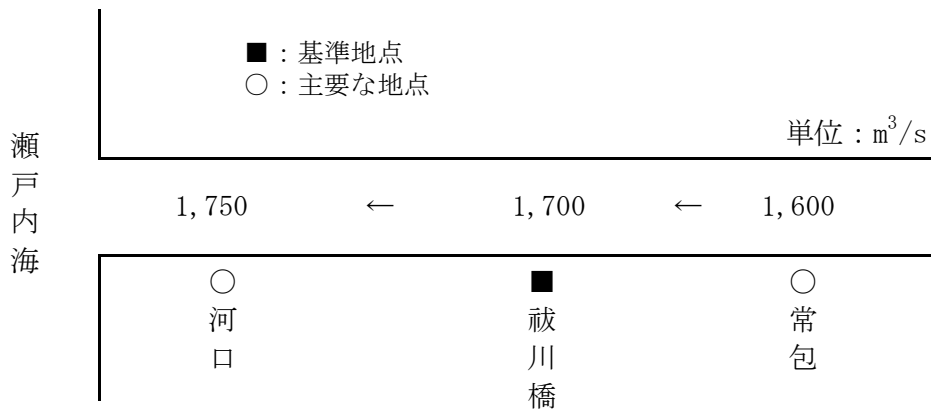 ■：基準地点
○：主要な地点
単位：m³/s
瀬戸内海
1,750 ← 1,700 ← 1,600
○ ■ ○
河口
祓川橋
常包